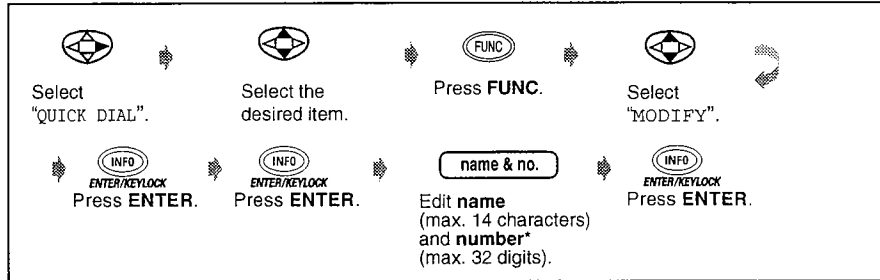 FUNC
Select
"QUICK DIAL".
Select the
desired item.
Press FUNC.
Select
"MODIFY".
INFO
ENTER/KEYLOCK
Press ENTER.
INFO
ENTER/KEYLOCK
Press ENTER.
name & no.
Edit name
(max. 14 characters)
and number*
(max. 32 digits).
INFO
ENTER/KEYLOCK
Press ENTER.